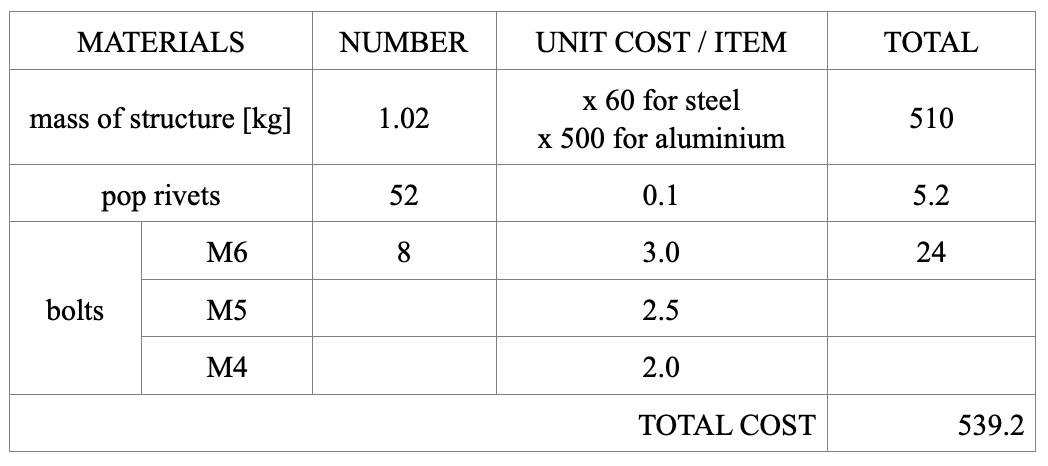 MATERIALS NUMBER UNIT COST / ITEM TOTAL
mass of structure [kg] 1.02 x 60 for steel 510
x 500 for aluminium
pop rivets 52 0.1 5.2
bolts M6 8 3.0 24
M5 2.5
M4 2.0
TOTAL COST 539.2